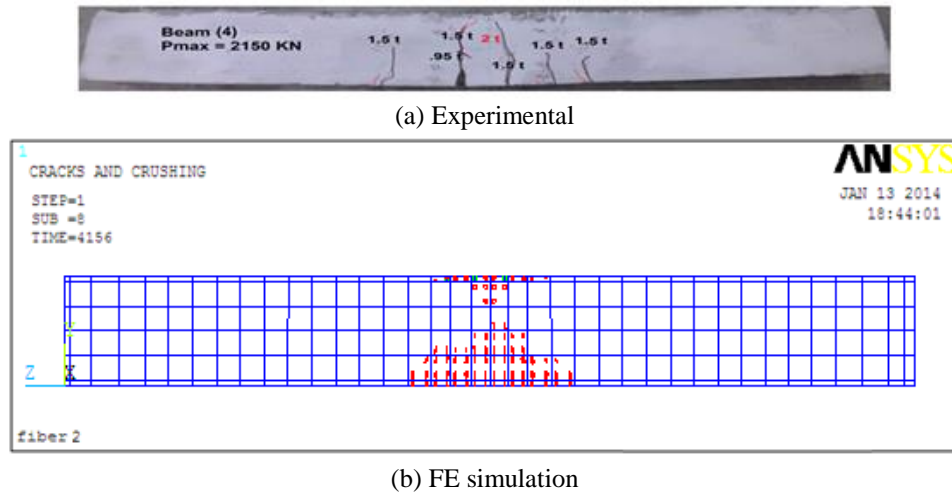 Beam (4)
Pmax = 2150 KN
1.5 t
1.5 t
2 t
1.5 t
1.5 t
.95 t
1.5 t
(a) Experimental
1
CRACKS AND CRUSHING
STEP=1
SUB =8
TIME=4156
ANSYS
JAN 13 2014
18:44:01
Y
Z
X
fiber 2
(b) FE simulation